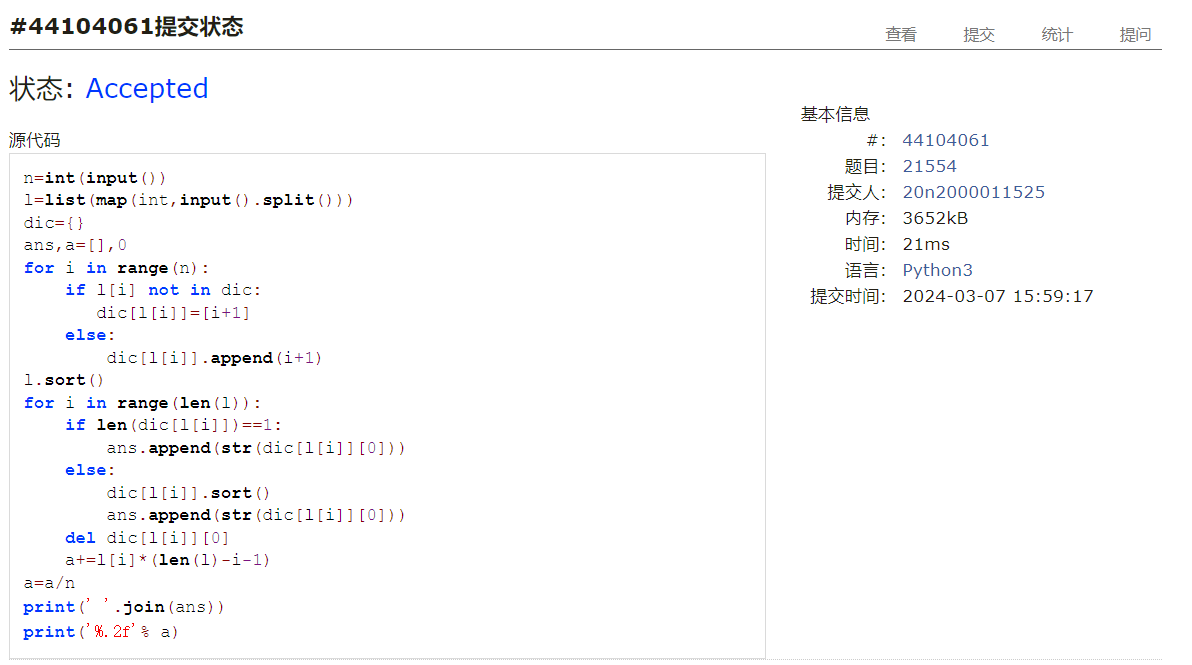 #44104061提交状态
查看 提交 统计 提问
状态: Accepted
源代码
n=int(input())
l=list(map(int,input().split()))
dic={}
ans,a=[],0
for i in range(n):
    if l[i] not in dic:
       dic[l[i]]=[i+1]
    else:
        dic[l[i]].append(i+1)
l.sort()
for i in range(len(l)):
    if len(dic[l[i]])==1:
        ans.append(str(dic[l[i]][0]))
    else:
        dic[l[i]].sort()
        ans.append(str(dic[l[i]][0]))
    del dic[l[i]][0]
    a+=l[i]*(len(l)-i-1)
a=a/n
print(' '.join(ans))
print('%.2f'% a)
基本信息
#: 44104061
题目: 21554
提交人: 20n2000011525
内存: 3652kB
时间: 21ms
语言: Python3
提交时间: 2024-03-07 15:59:17